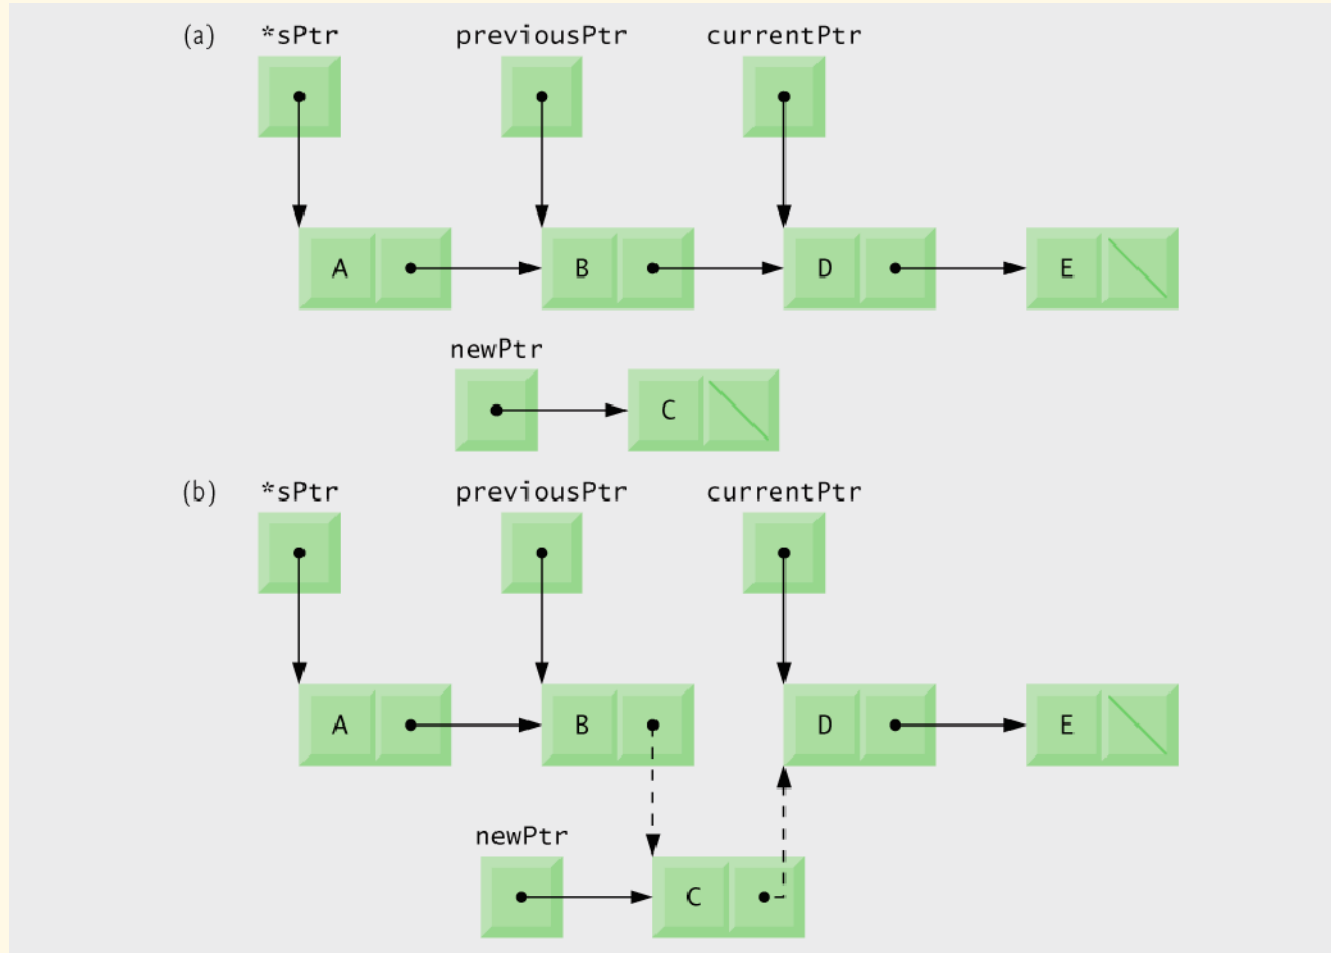 (a) *sPtr previousPtr currentPtr
A B D E
newPtr
C
(b) *sPtr previousPtr currentPtr
A B D E
newPtr
C